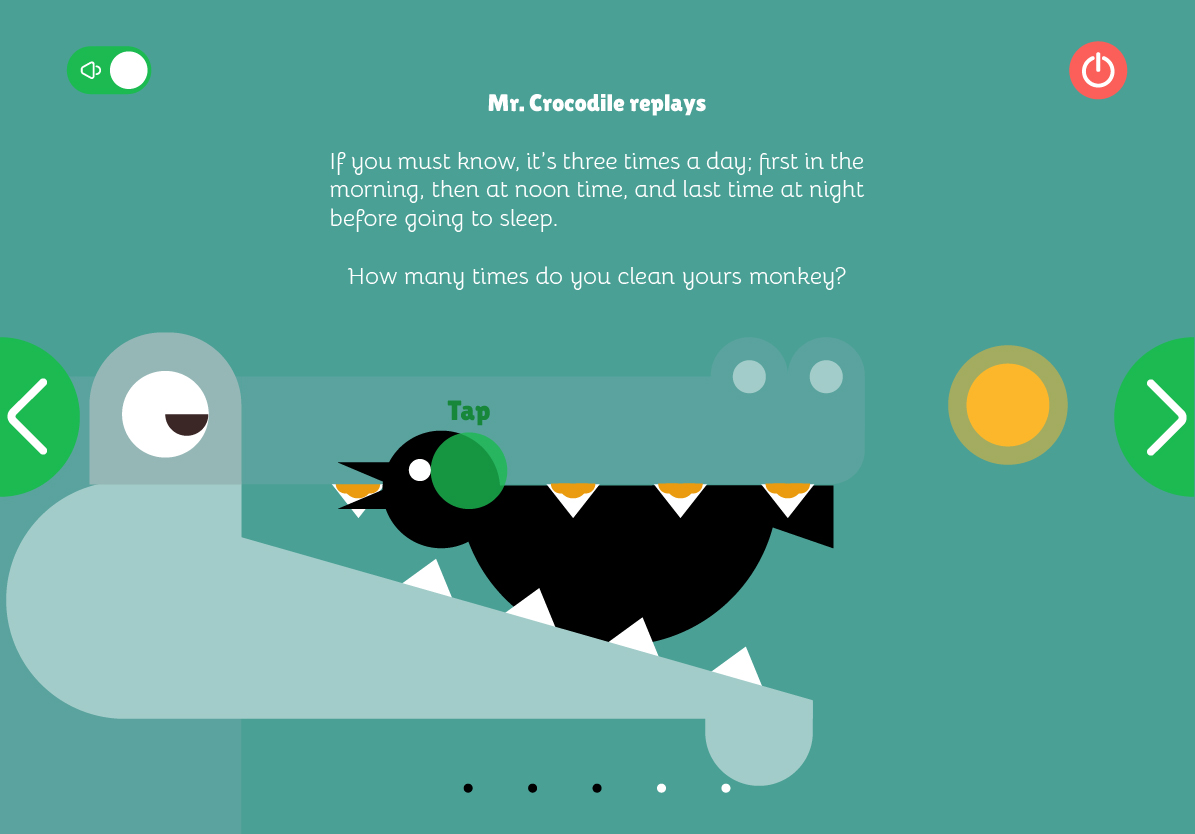 Mr. Crocodile replays
If you must know, it's three times a day; first in the
morning, then at noon time, and last time at night
before going to sleep.
How many times do you clean yours monkey?
Tap